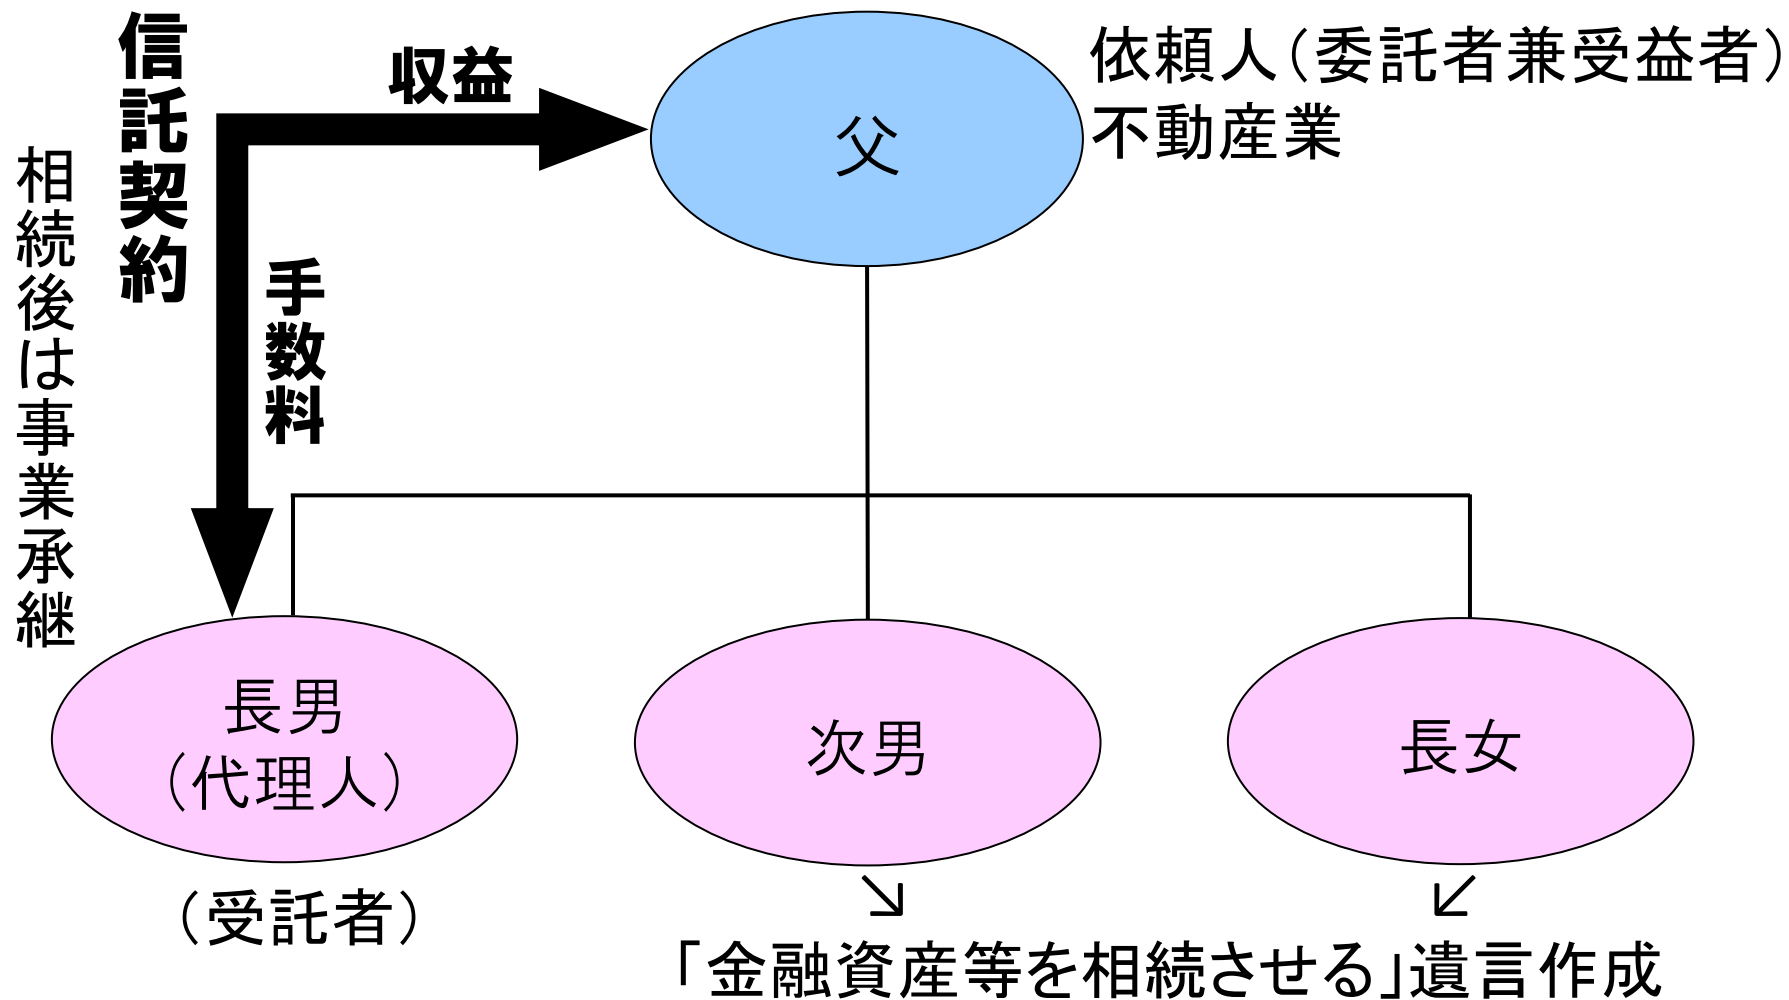 信託契約
収益
父
依頼人（委託者兼受益者）
不動産業
相続後は事業承継
手数料
長男
（代理人）
次男
長女
（受託者）
↘
↙
「金融資産等を相続させる」遺言作成